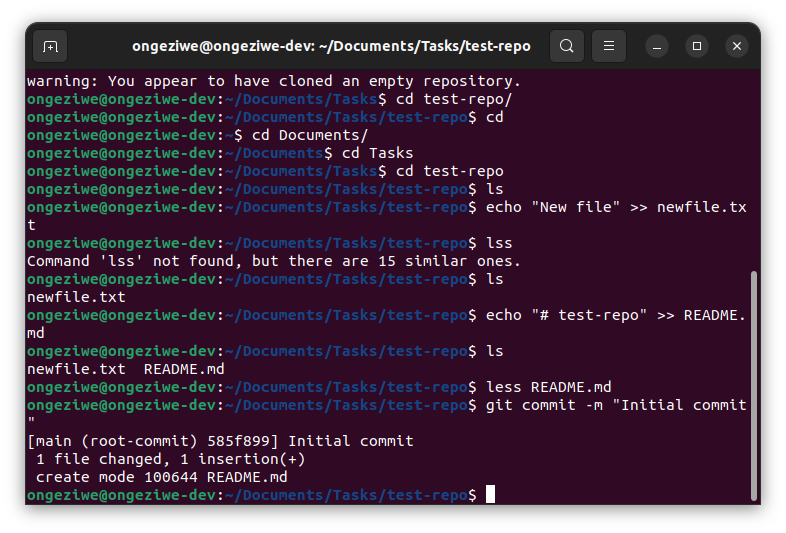 ongeziwe@ongeziwe-dev: ~/Documents/Tasks/test-repo
warning: You appear to have cloned an empty repository.
ongeziwe@ongeziwe-dev:~/Documents/Tasks$ cd test-repo/
ongeziwe@ongeziwe-dev:~/Documents/Tasks/test-repo$ cd
ongeziwe@ongeziwe-dev:~$ cd Documents/
ongeziwe@ongeziwe-dev:~/Documents$ cd Tasks
ongeziwe@ongeziwe-dev:~/Documents/Tasks$ cd test-repo
ongeziwe@ongeziwe-dev:~/Documents/Tasks/test-repo$ ls
ongeziwe@ongeziwe-dev:~/Documents/Tasks/test-repo$ echo "New file" >> newfile.tx
t
ongeziwe@ongeziwe-dev:~/Documents/Tasks/test-repo$ lss
Command 'lss' not found, but there are 15 similar ones.
ongeziwe@ongeziwe-dev:~/Documents/Tasks/test-repo$ ls
newfile.txt
ongeziwe@ongeziwe-dev:~/Documents/Tasks/test-repo$ echo "# test-repo" >> README.
md
ongeziwe@ongeziwe-dev:~/Documents/Tasks/test-repo$ ls
newfile.txt  README.md
ongeziwe@ongeziwe-dev:~/Documents/Tasks/test-repo$ less README.md
ongeziwe@ongeziwe-dev:~/Documents/Tasks/test-repo$ git commit -m "Initial commit
"
[main (root-commit) 585f899] Initial commit
 1 file changed, 1 insertion(+)
 create mode 100644 README.md
ongeziwe@ongeziwe-dev:~/Documents/Tasks/test-repo$